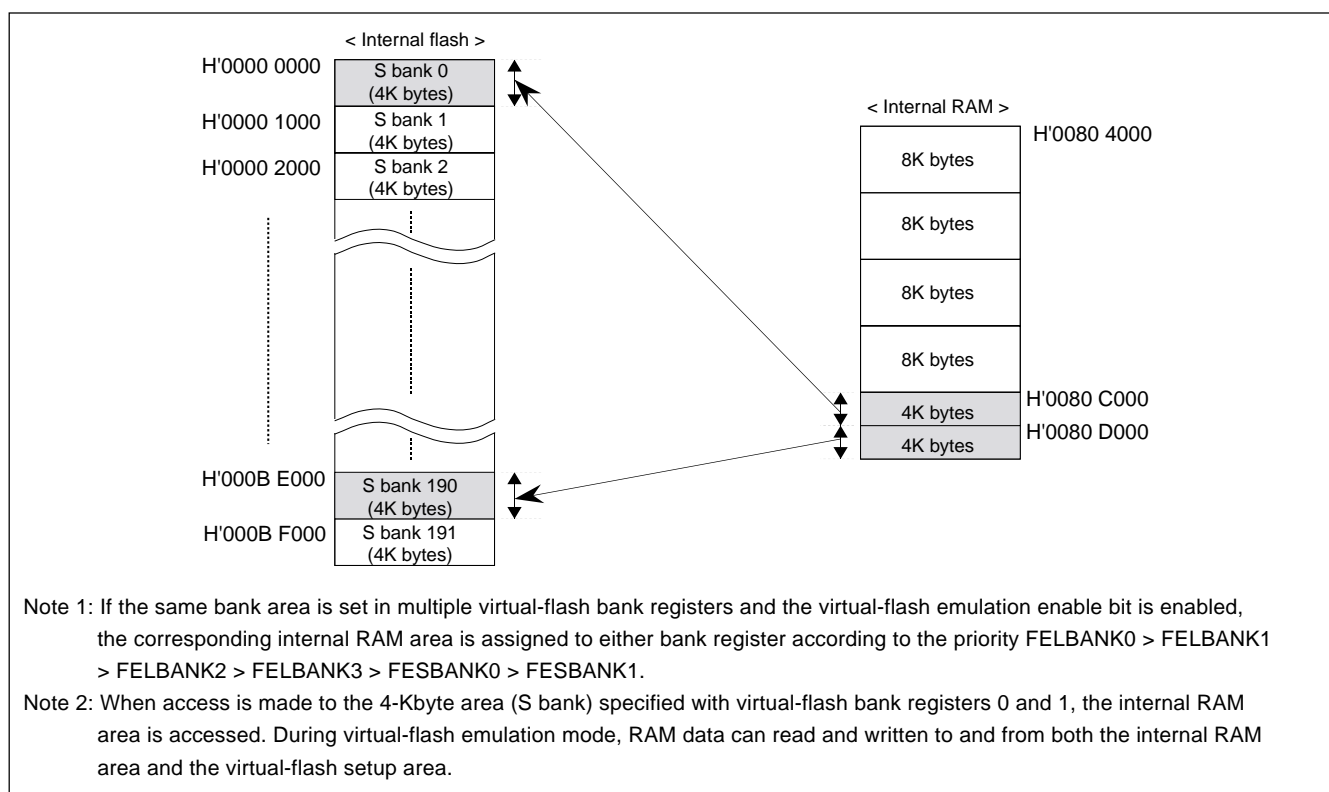 < Internal flash >
H'0000 0000
S bank 0
(4K bytes)
H'0000 1000
S bank 1
(4K bytes)
H'0000 2000
S bank 2
(4K bytes)
H'000B E000
S bank 190
(4K bytes)
H'000B F000
S bank 191
(4K bytes)
< Internal RAM >
H'0080 4000
8K bytes
8K bytes
8K bytes
8K bytes
H'0080 C000
4K bytes
H'0080 D000
4K bytes
Note 1: If the same bank area is set in multiple virtual-flash bank registers and the virtual-flash emulation enable bit is enabled,
the corresponding internal RAM area is assigned to either bank register according to the priority FELBANK0 > FELBANK1
> FELBANK2 > FELBANK3 > FESBANK0 > FESBANK1.
Note 2: When access is made to the 4-Kbyte area (S bank) specified with virtual-flash bank registers 0 and 1, the internal RAM
area is accessed. During virtual-flash emulation mode, RAM data can read and written to and from both the internal RAM
area and the virtual-flash setup area.